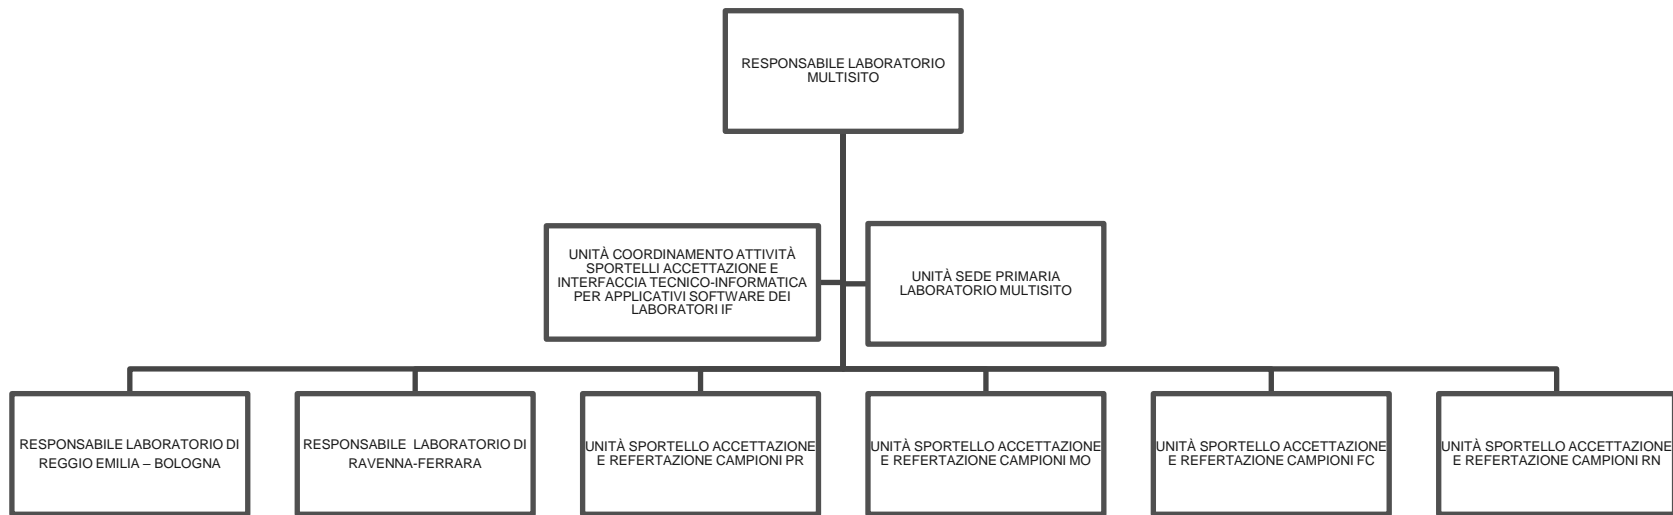 RESPONSABILE LABORATORIO
MULTISITO
UNITÀ COORDINAMENTO ATTIVITÀ
SPORTELLI ACCETTAZIONE E
INTERFACCIA TECNICO-INFORMATICA
PER APPLICATIVI SOFTWARE DEI
LABORATORI IF
UNITÀ SEDE PRIMARIA
LABORATORIO MULTISITO
RESPONSABILE LABORATORIO DI
REGGIO EMILIA – BOLOGNA
RESPONSABILE LABORATORIO DI
RAVENNA-FERRARA
UNITÀ SPORTELLO ACCETTAZIONE
E REFERTAZIONE CAMPIONI PR
UNITÀ SPORTELLO ACCETTAZIONE
E REFERTAZIONE CAMPIONI MO
UNITÀ SPORTELLO ACCETTAZIONE
E REFERTAZIONE CAMPIONI FC
UNITÀ SPORTELLO ACCETTAZIONE
E REFERTAZIONE CAMPIONI RN